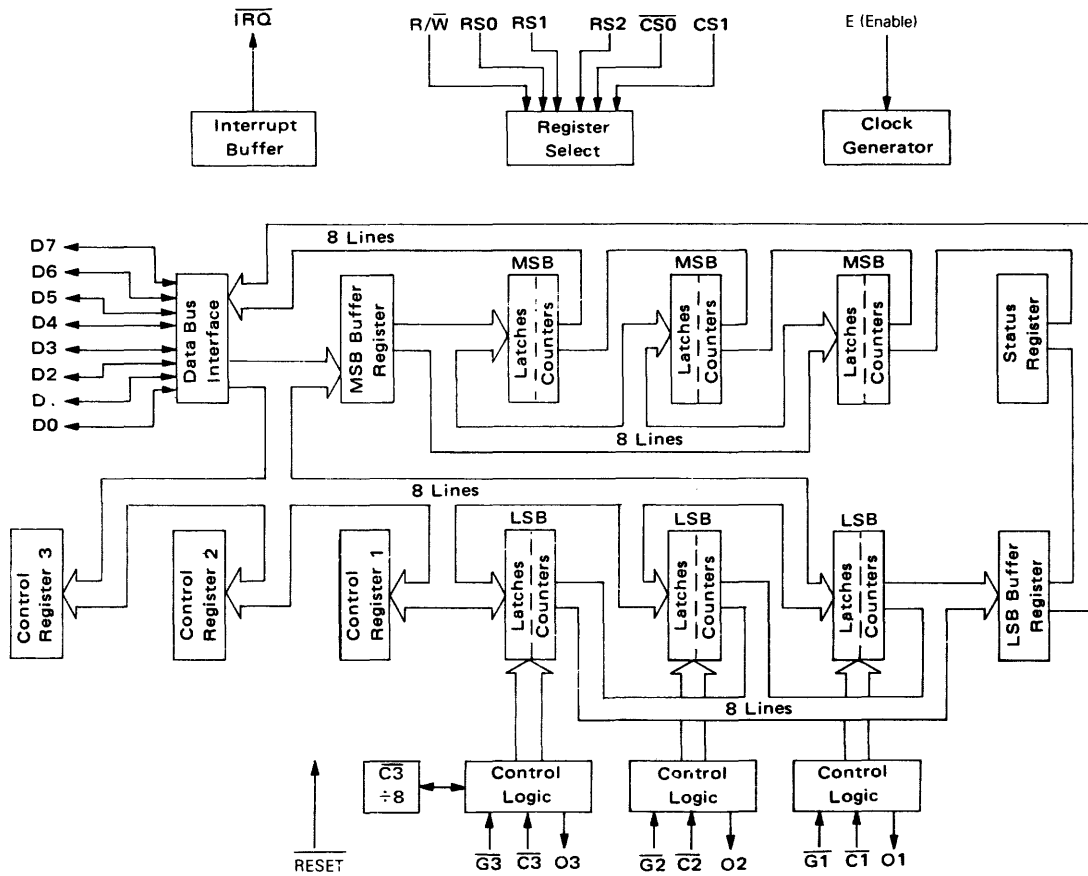 IRQ
R/W RS0 RS1 RS2 CS0 CS1
E (Enable)
Interrupt
Buffer
Register
Select
Clock
Generator
8 Lines
D7
D6
D5
D4
D3
D2
D.
D0
Data Bus
Interface
MSB Buffer
Register
MSB
Latches
Counters
MSB
Latches
Counters
MSB
Latches
Counters
Status
Register
8 Lines
8 Lines
Control
Register 3
Control
Register 2
Control
Register 1
LSB
Latches
Counters
LSB
Latches
Counters
LSB
Latches
Counters
LSB Buffer
Register
8 Lines
C3
÷8
Control
Logic
Control
Logic
Control
Logic
RESET
G3 C3 O3
G2 C2 O2
G1 C1 O1